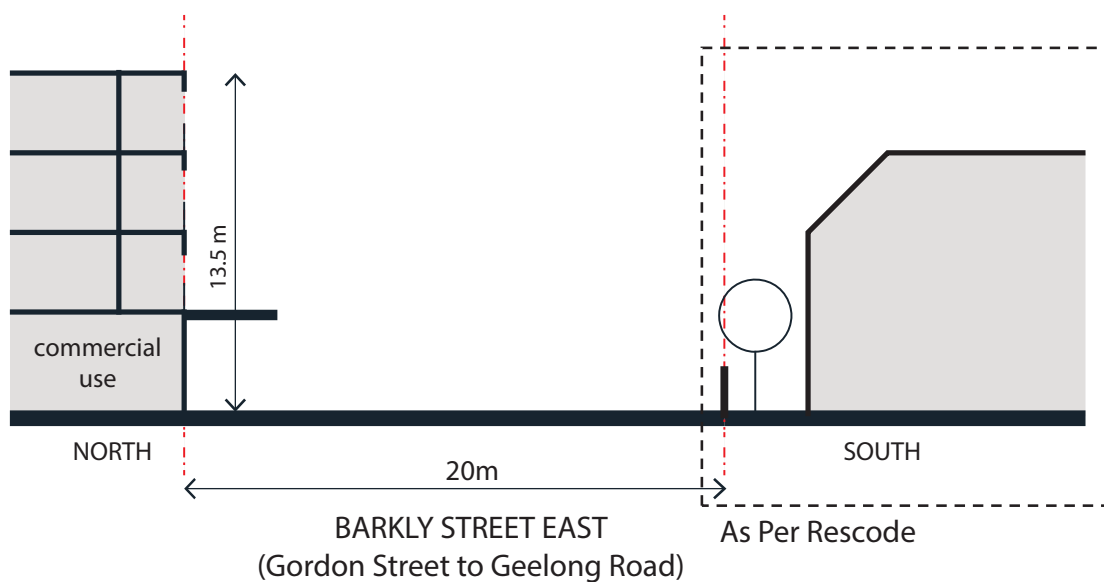 13.5 m
commercial
use
NORTH
SOUTH
20m
BARKLY STREET EAST
(Gordon Street to Geelong Road)
As Per Rescode